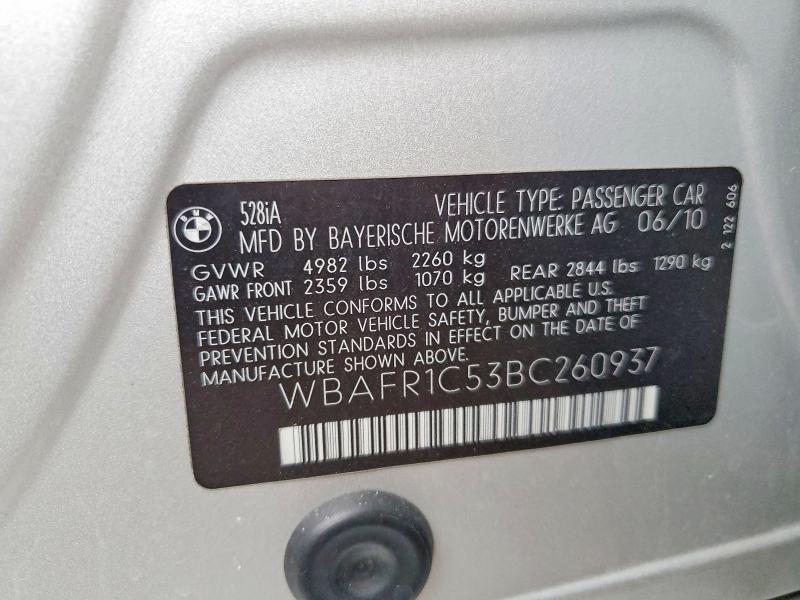 BMW
528iA VEHICLE TYPE: PASSENGER CAR
MFD BY BAYERISCHE MOTORENWERKE AG 06/10
GVWR 4982 lbs 2260 kg
GAWR FRONT 2359 lbs 1070 kg REAR 2844 lbs 1290 kg
THIS VEHICLE CONFORMS TO ALL APPLICABLE U.S.
FEDERAL MOTOR VEHICLE SAFETY, BUMPER AND THEFT
PREVENTION STANDARDS IN EFFECT ON THE DATE OF
MANUFACTURE SHOWN ABOVE.
WBAFR1C53BC260937
2 122 606